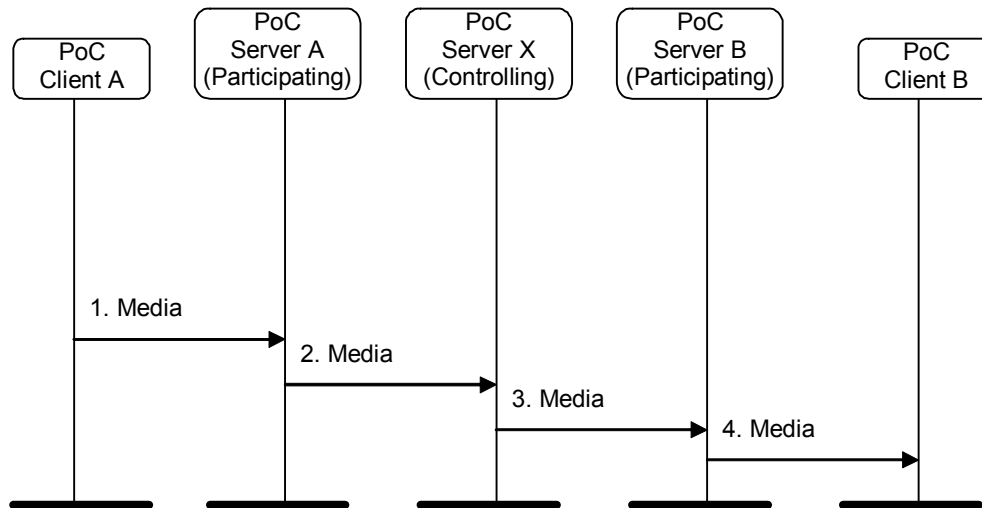 PoC
Client A
PoC
Server A
(Participating)
PoC
Server X
(Controlling)
PoC
Server B
(Participating)
PoC
Client B
1. Media
2. Media
3. Media
4. Media